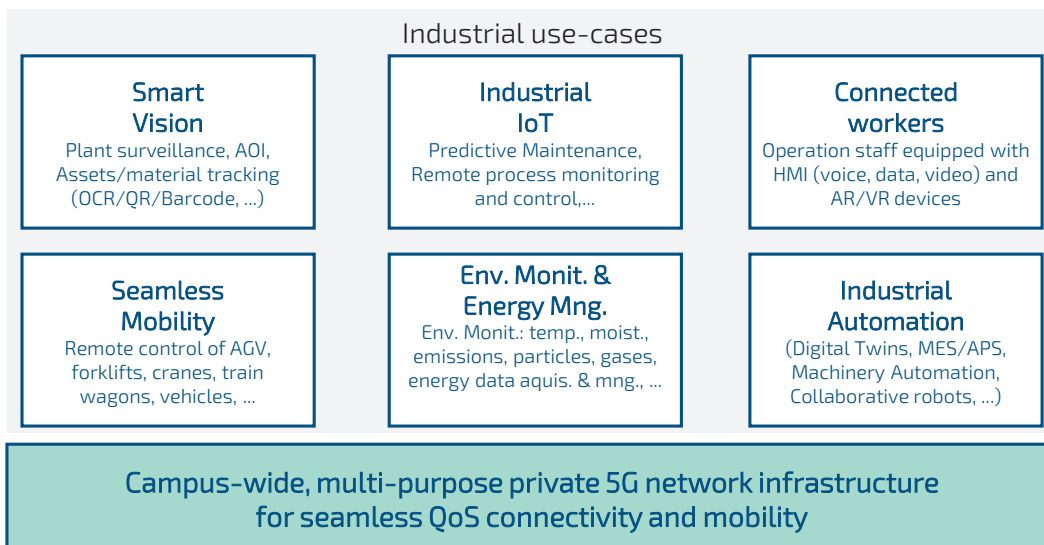 Industrial use-cases
Smart
Vision
Plant surveillance, AOI,
Assets/material tracking
(OCR/QR/Barcode, ...)
Industrial
IoT
Predictive Maintenance,
Remote process monitoring
and control,...
Connected
workers
Operation staff equipped with
HMI (voice, data, video) and
AR/VR devices
Seamless
Mobility
Remote control of AGV,
forklifts, cranes, train
wagons, vehicles, ...
Env. Monit. &
Energy Mng.
Env. Monit.: temp., moist.,
emissions, particles, gases,
energy data aquis. & mng., ...
Industrial
Automation
(Digital Twins, MES/APS,
Machinery Automation,
Collaborative robots, ...)
Campus-wide, multi-purpose private 5G network infrastructure
for seamless QoS connectivity and mobility